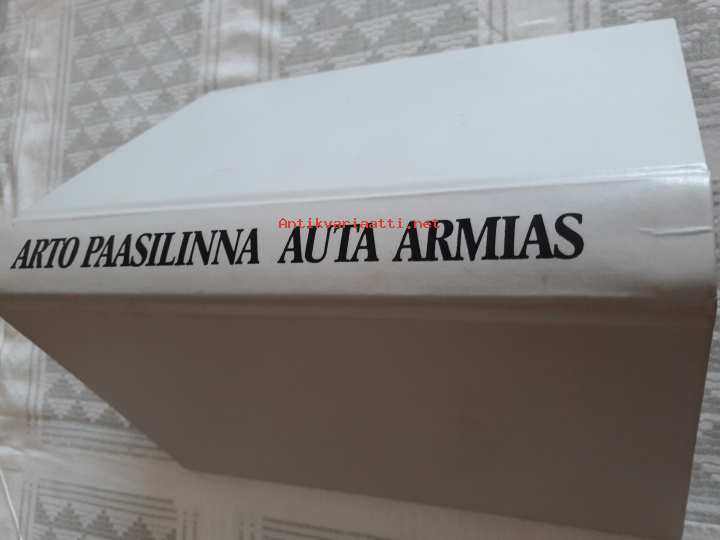 Antikvariaatti.net
ARTO PAASILINNA AUTA ARMIAS